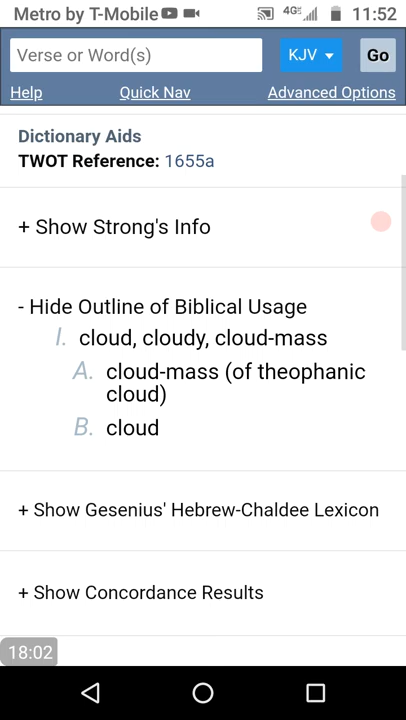 Metro by T-Mobile 4G 11:52
Verse or Word(s) KJV Go
Help Quick Nav Advanced Options
Dictionary Aids
TWOT Reference: 1655a
+ Show Strong's Info
- Hide Outline of Biblical Usage
I. cloud, cloudy, cloud-mass
A. cloud-mass (of theophanic
cloud)
B. cloud
+ Show Gesenius' Hebrew-Chaldee Lexicon
+ Show Concordance Results
18:02